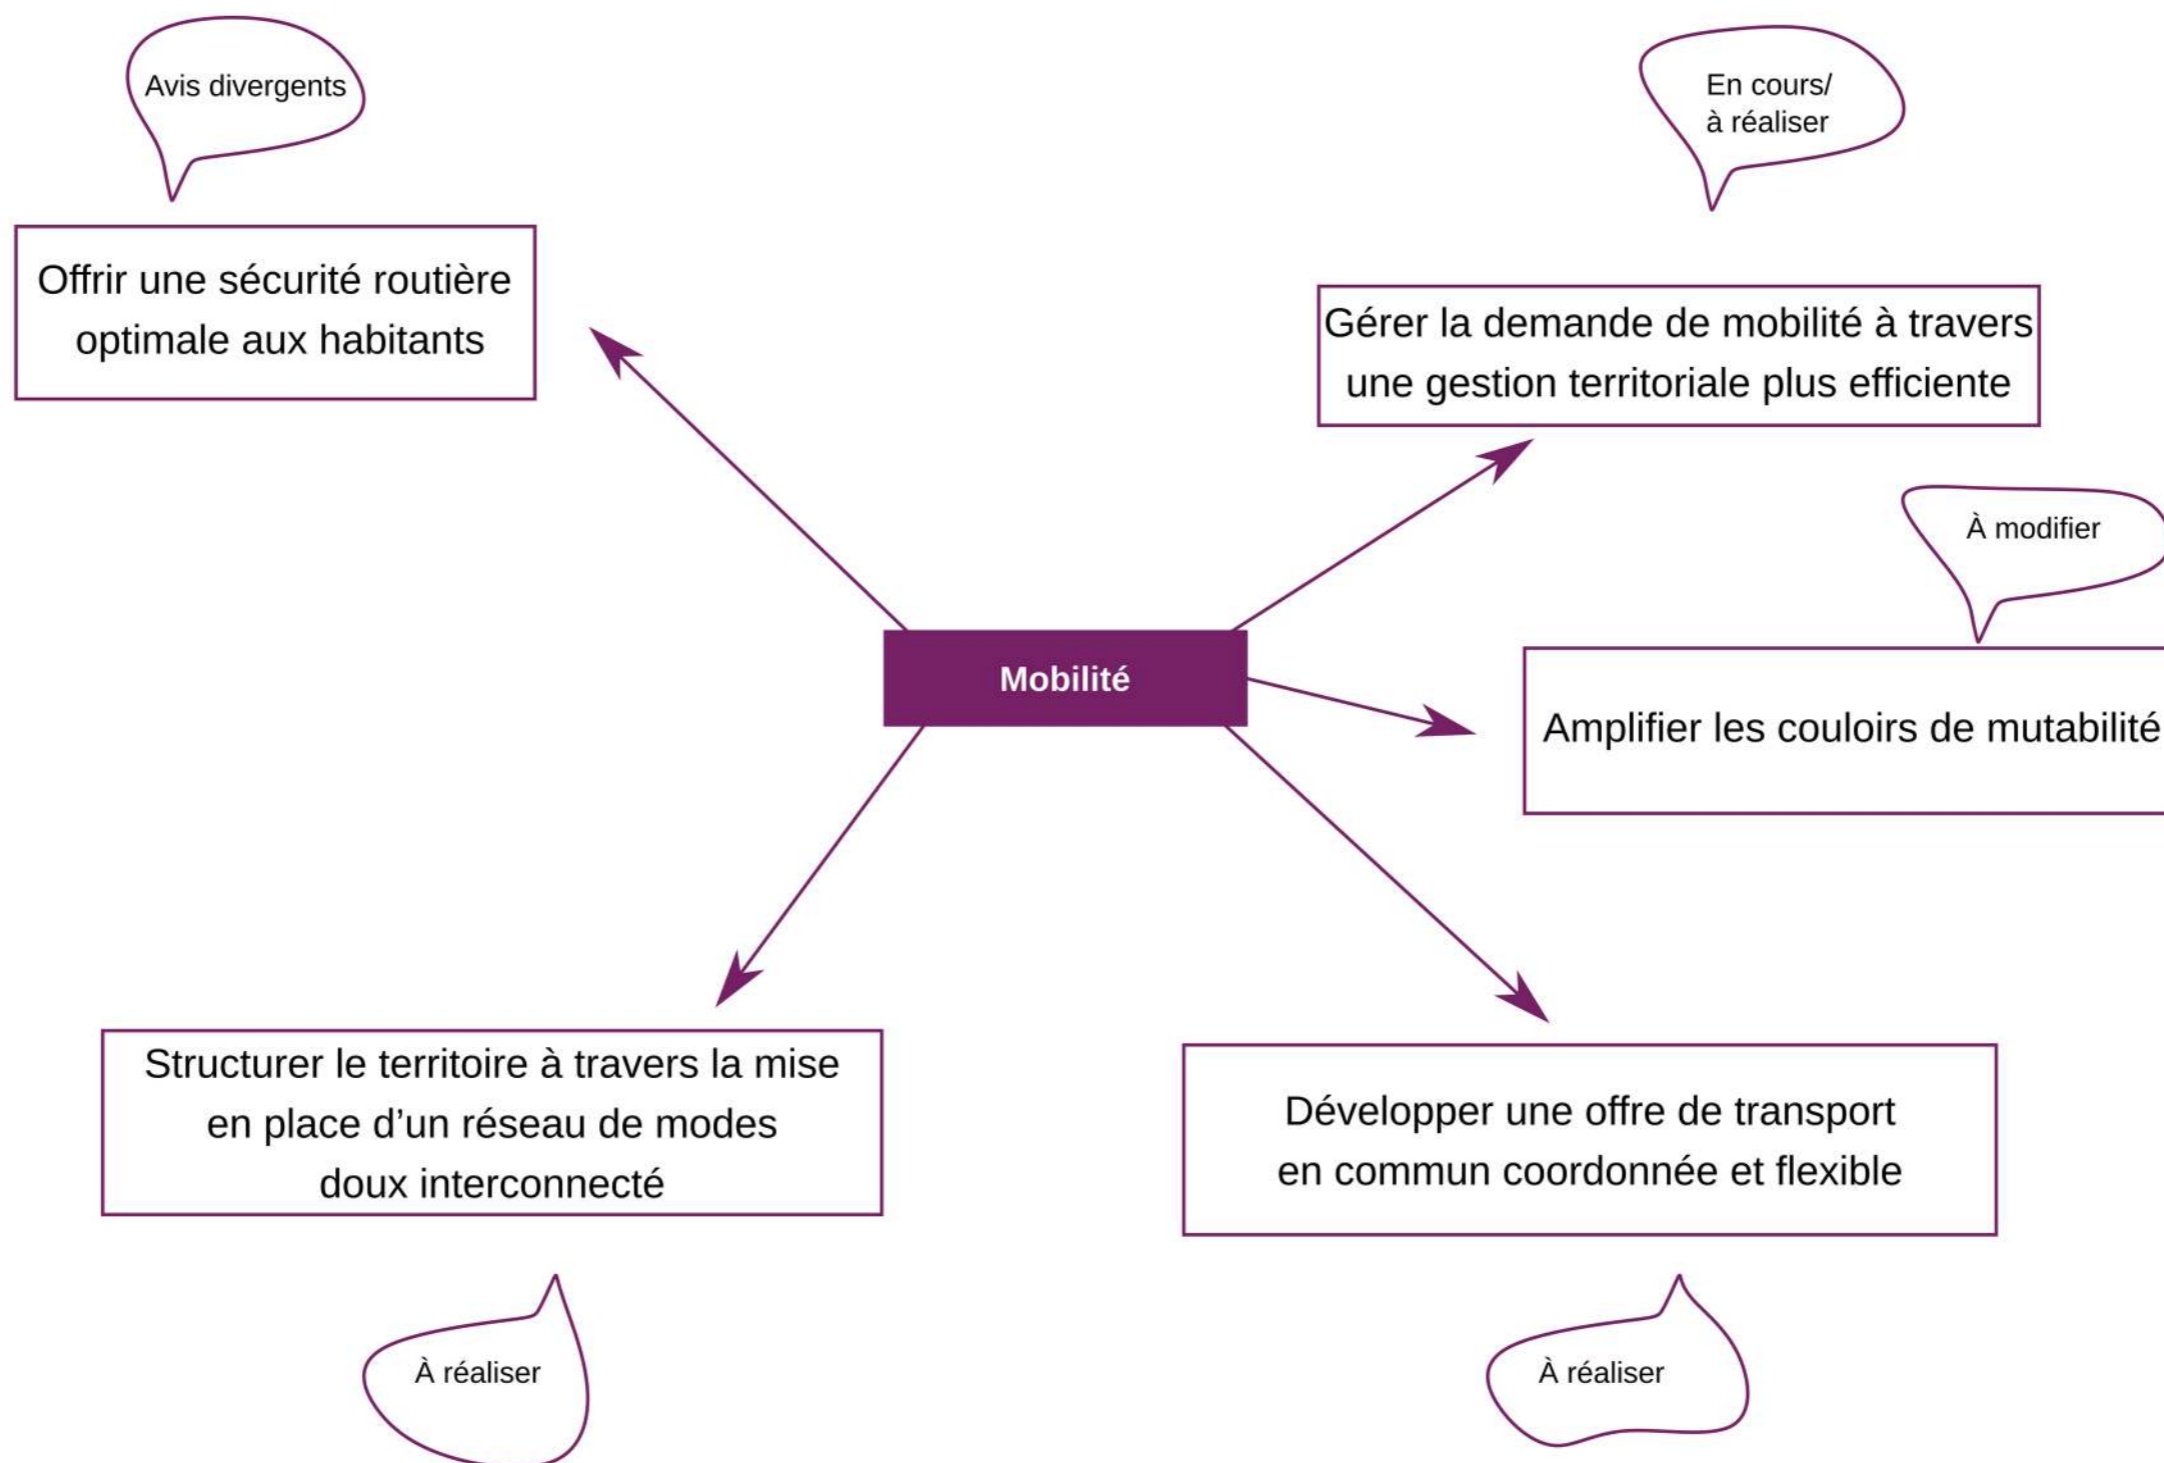 Avis divergents
Offrir une sécurité routière
optimale aux habitants
En cours/
à réaliser
Gérer la demande de mobilité à travers
une gestion territoriale plus efficiente
À modifier
Amplifier les couloirs de mutabilité
Mobilité
Structurer le territoire à travers la mise
en place d’un réseau de modes
doux interconnecté
À réaliser
Développer une offre de transport
en commun coordonnée et flexible
À réaliser